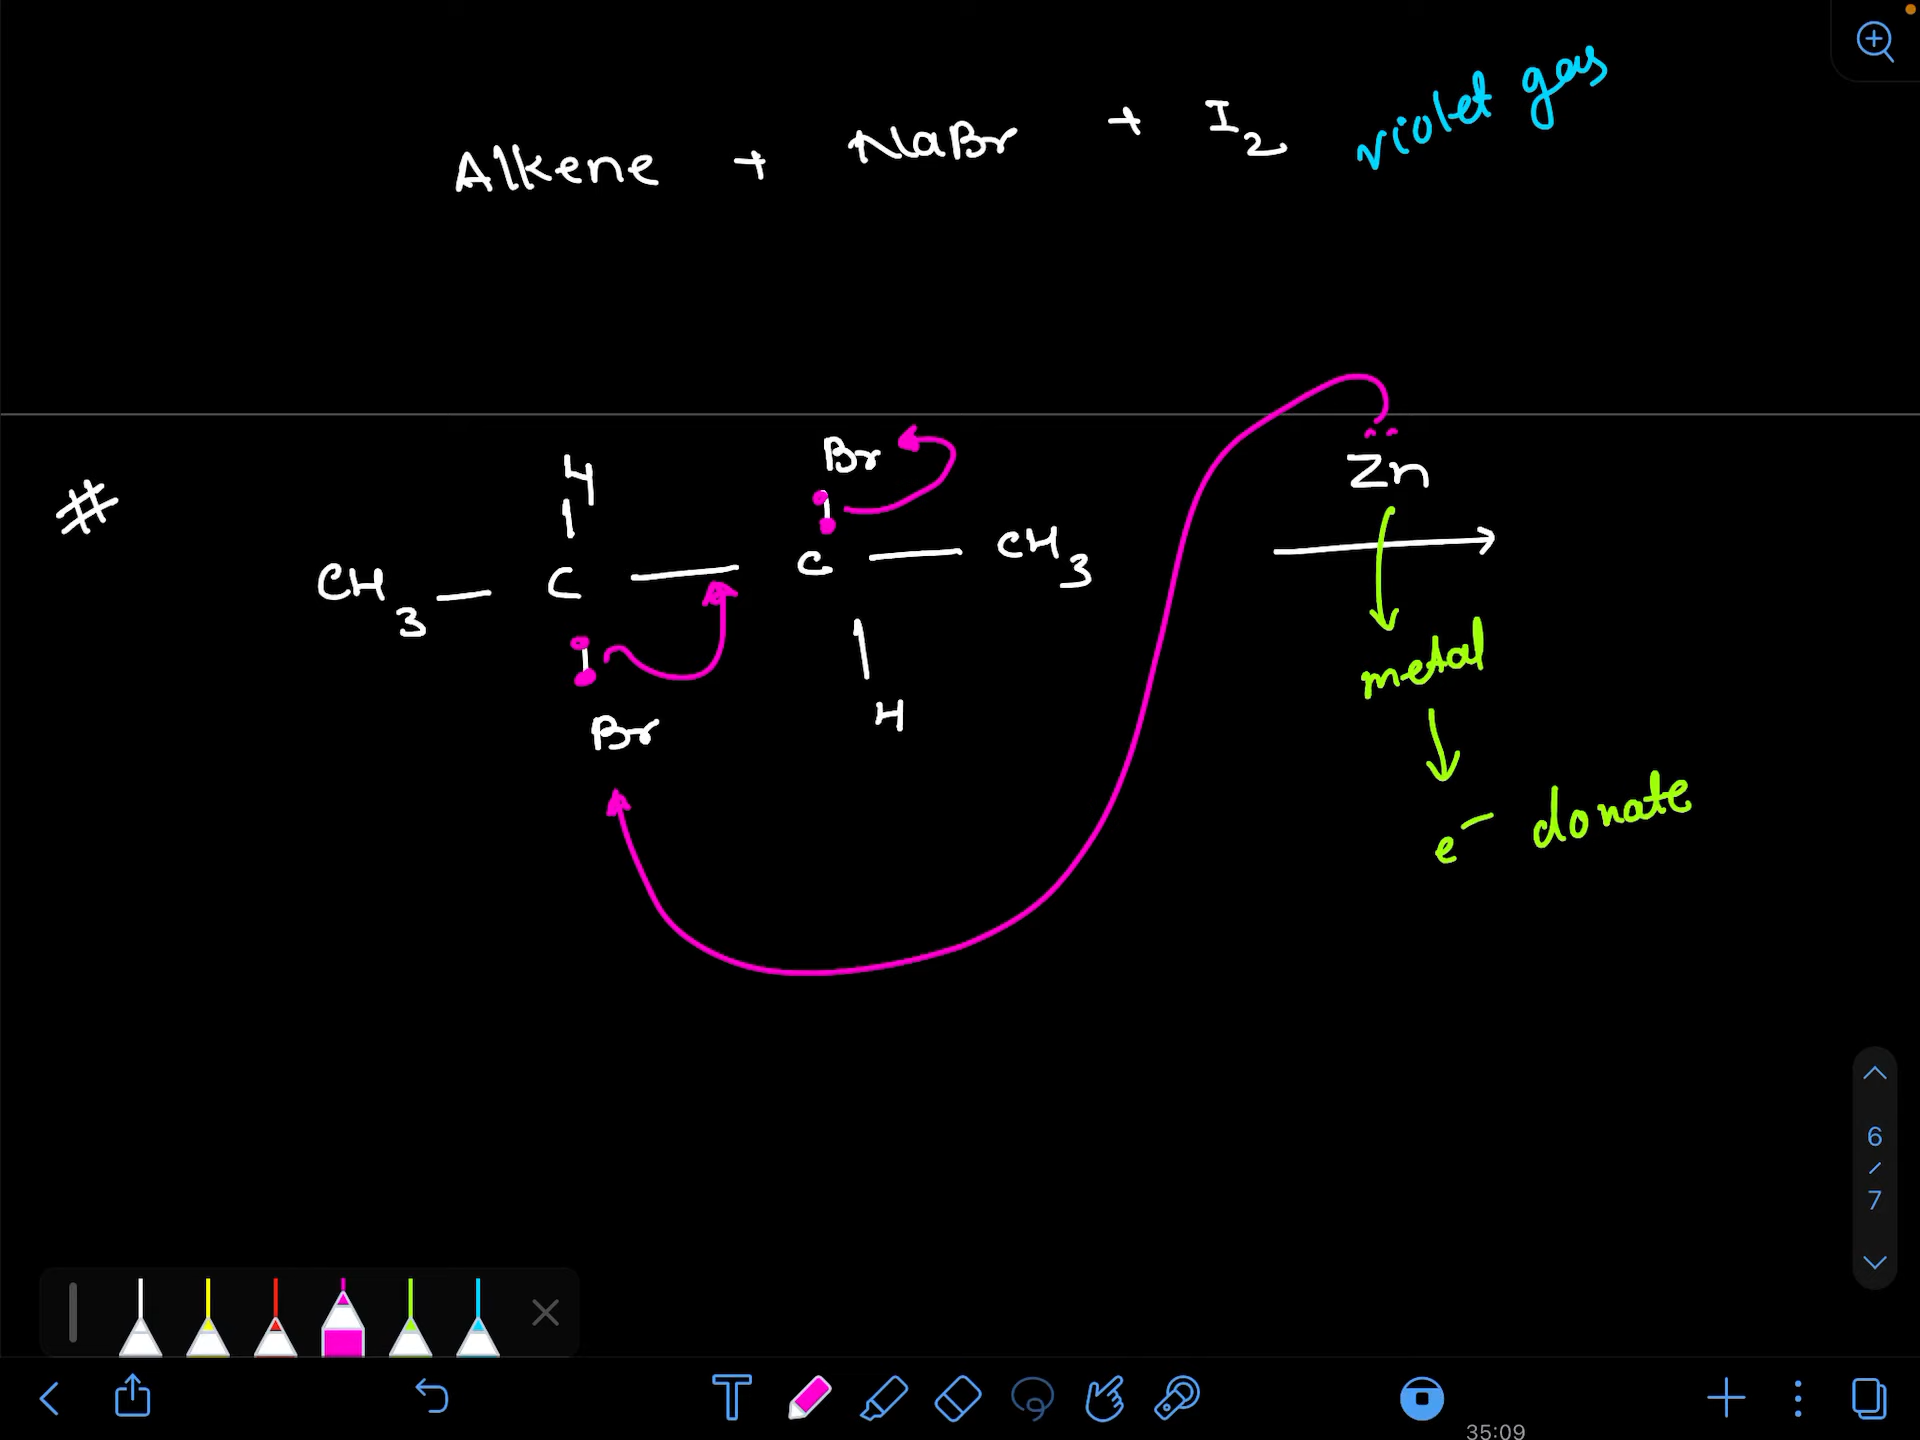 Alkene + NaBr + I2 violet gas
# H Br Zn
CH3 — C — C — CH3
Br H metal
e⁻ donate
6
/
7
T
35:09